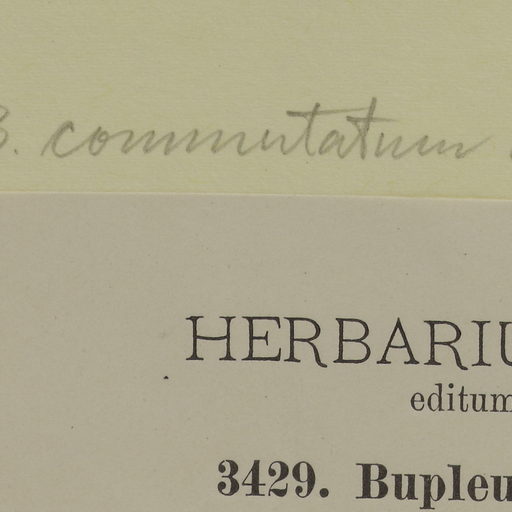 B. commutatum
HERBARIU
editum
3429. Bupleu